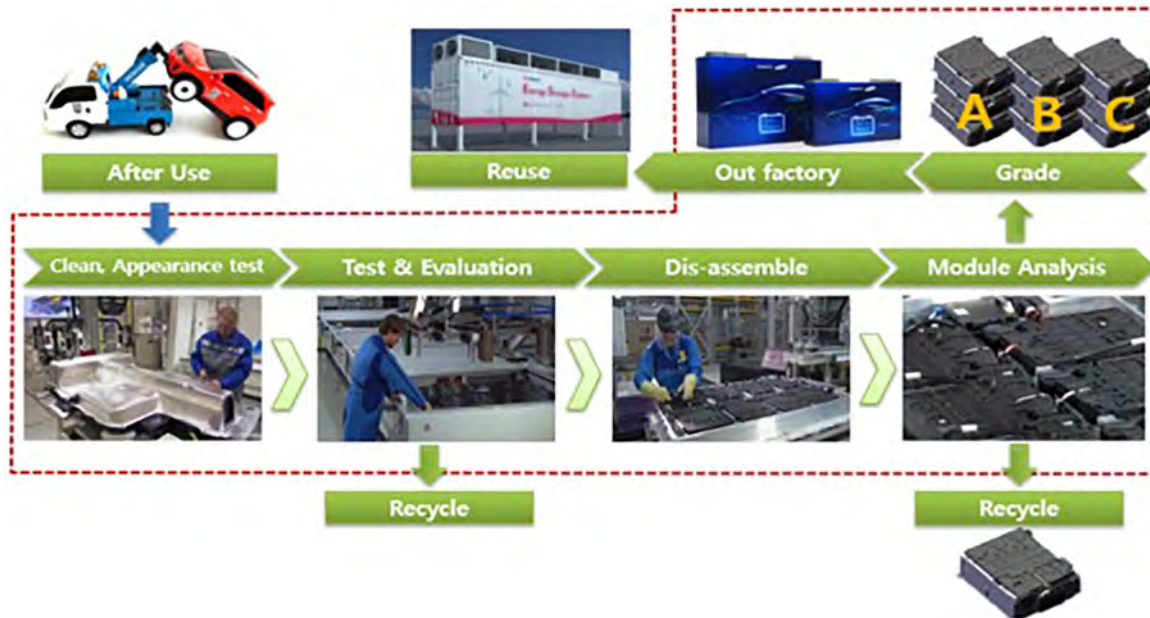 A B C
After Use
Reuse
Out factory
Grade
Clean, Appearance test
Test & Evaluation
Dis-assemble
Module Analysis
Recycle
Recycle